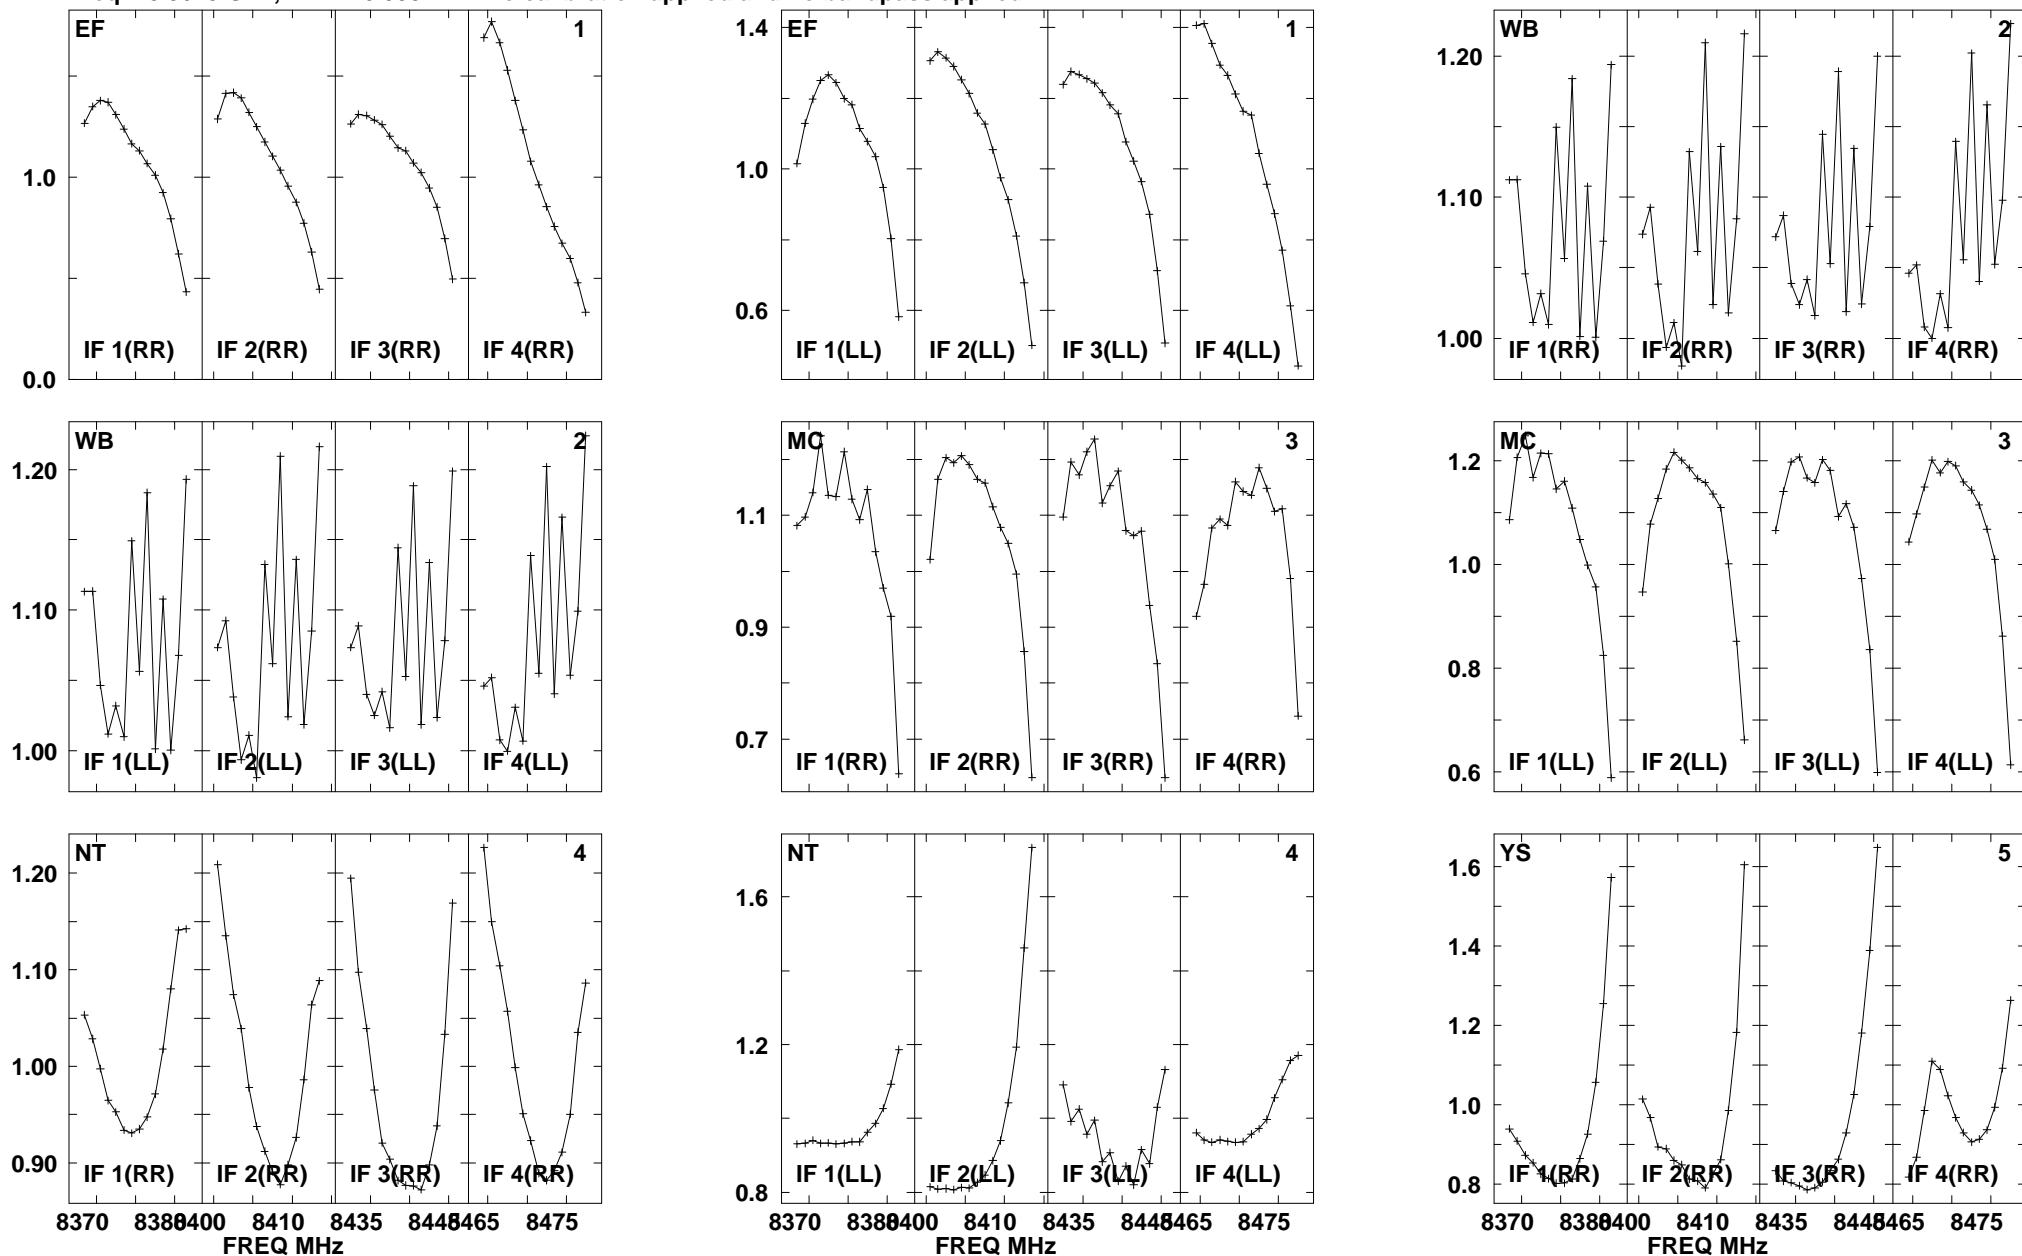 EF 1
1.0
0.0
IF 1(RR) IF 2(RR) IF 3(RR) IF 4(RR)
EF 1
1.4
1.0
0.6
IF 1(LL) IF 2(LL) IF 3(LL) IF 4(LL)
WB 2
1.20
1.10
1.00
IF 1(RR) IF 2(RR) IF 3(RR) IF 4(RR)
WB 2
1.20
1.10
1.00
IF 1(LL) IF 2(LL) IF 3(LL) IF 4(LL)
MC 3
1.1
0.9
0.7
IF 1(RR) IF 2(RR) IF 3(RR) IF 4(RR)
MC 3
1.2
1.0
0.8
0.6
IF 1(LL) IF 2(LL) IF 3(LL) IF 4(LL)
NT 4
1.20
1.10
1.00
0.90
IF 1(RR) IF 2(RR) IF 3(RR) IF 4(RR)
8370 8380 8400 8410 8435 8445 8465 8475
FREQ MHz
NT 4
1.6
1.2
0.8
IF 1(LL) IF 2(LL) IF 3(LL) IF 4(LL)
8370 8380 8400 8410 8435 8445 8465 8475
FREQ MHz
YS 5
1.6
1.4
1.2
1.0
0.8
IF 1(RR) IF 2(RR) IF 3(RR) IF 4(RR)
8370 8380 8400 8410 8435 8445 8465 8475
FREQ MHz